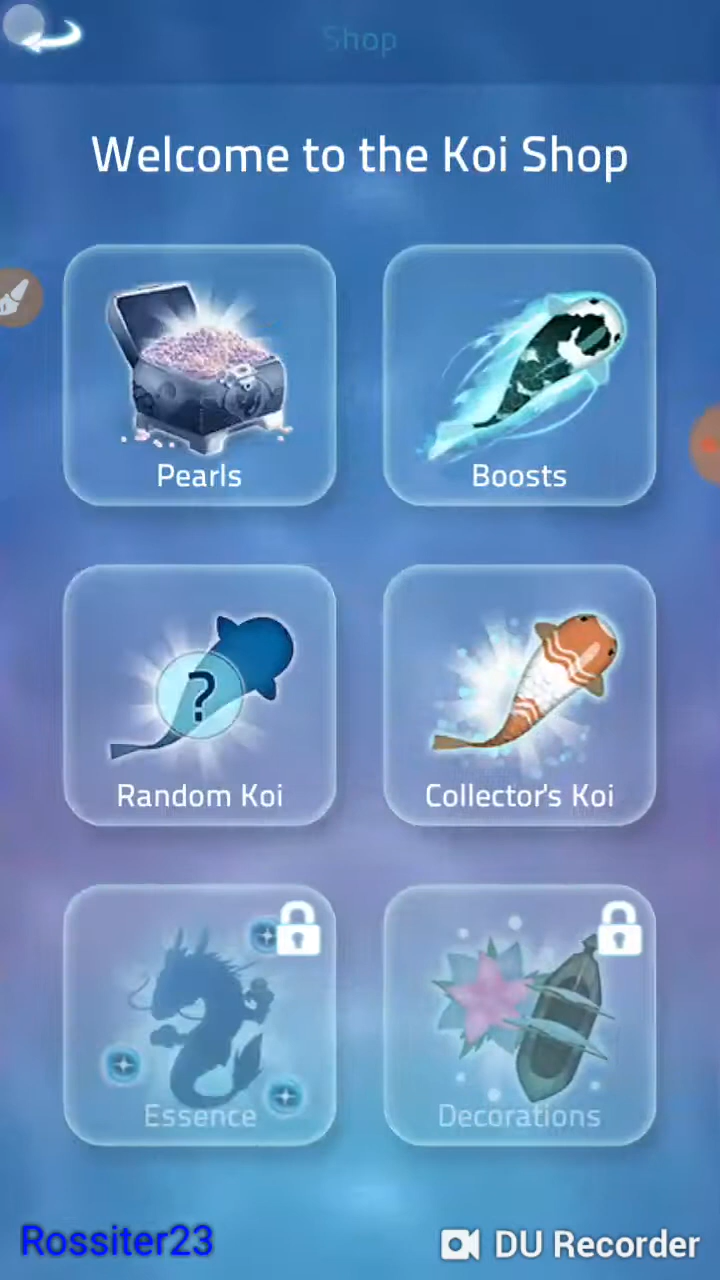 Shop
Welcome to the Koi Shop
Pearls
Boosts
?
Random Koi
Collector's Koi
Essence
Decorations
Rossiter23
DU Recorder